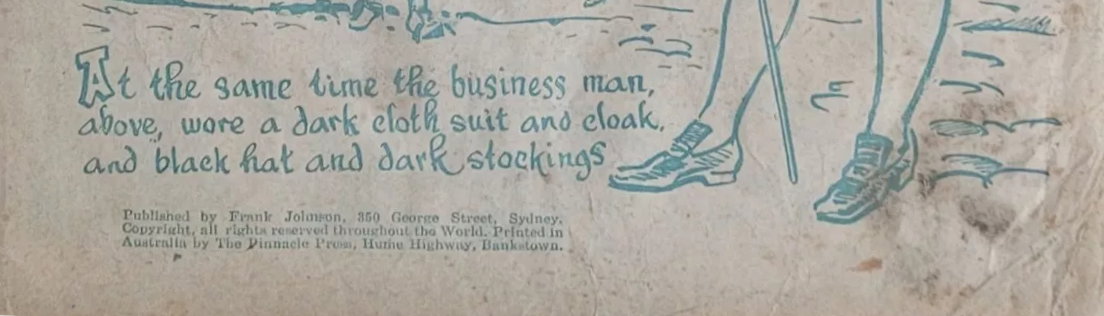 At the same time the business man,
above, wore a dark cloth suit and cloak,
and black hat and dark stockings
Published by Frank Johnson, 350 George Street, Sydney.
Copyright, all rights reserved throughout the World. Printed in
Australia by The Pinnacle Press, Hume Highway, Bankstown.